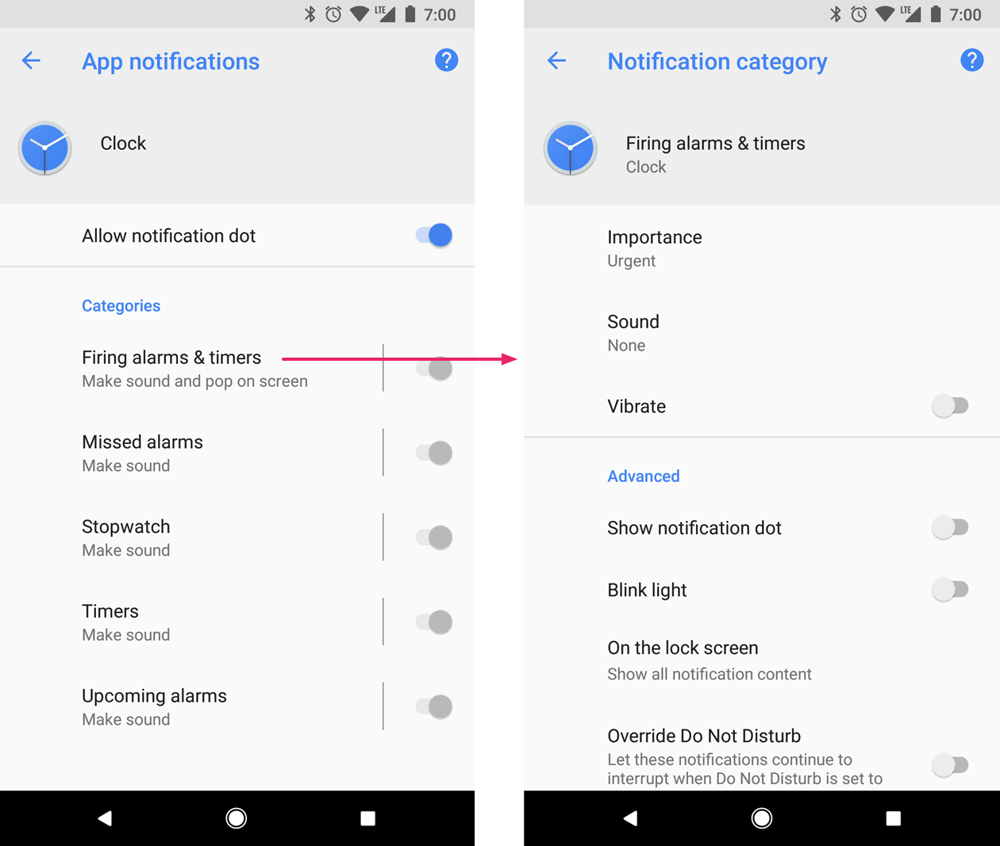 LTE 7:00
App notifications
?
Clock
Allow notification dot
Categories
Firing alarms & timers
Make sound and pop on screen
Missed alarms
Make sound
Stopwatch
Make sound
Timers
Make sound
Upcoming alarms
Make sound
LTE 7:00
Notification category
?
Firing alarms & timers
Clock
Importance
Urgent
Sound
None
Vibrate
Advanced
Show notification dot
Blink light
On the lock screen
Show all notification content
Override Do Not Disturb
Let these notifications continue to
interrupt when Do Not Disturb is set to